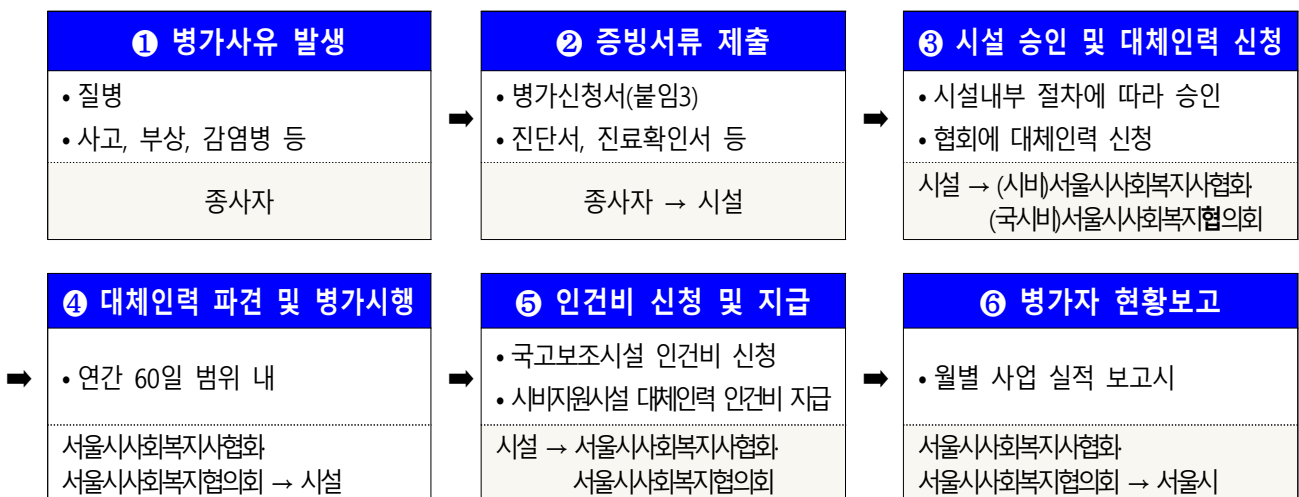 ❶ 병가사유 발생
• 질병
• 사고, 부상, 감염병 등
종사자
➡
❷ 증빙서류 제출
• 병가신청서(붙임3)
• 진단서, 진료확인서 등
종사자 → 시설
➡
❸ 시설 승인 및 대체인력 신청
• 시설내부 절차에 따라 승인
• 협회에 대체인력 신청
시설 → (시비)서울시사회복지사협회·
(국시비)서울시사회복지협의회
➡
❹ 대체인력 파견 및 병가시행
• 연간 60일 범위 내
서울시사회복지사협회·
서울시사회복지협의회 → 시설
➡
❺ 인건비 신청 및 지급
• 국고보조시설 인건비 신청
• 시비지원시설 대체인력 인건비 지급
시설 → 서울시사회복지사협회·
서울시사회복지협의회
➡
❻ 병가자 현황보고
• 월별 사업 실적 보고시
서울시사회복지사협회·
서울시사회복지협의회 → 서울시